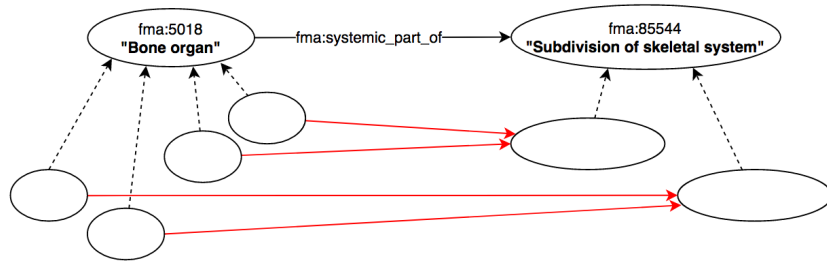 fma:5018
"Bone organ"
fma:systemic_part_of
fma:85544
"Subdivision of skeletal system"